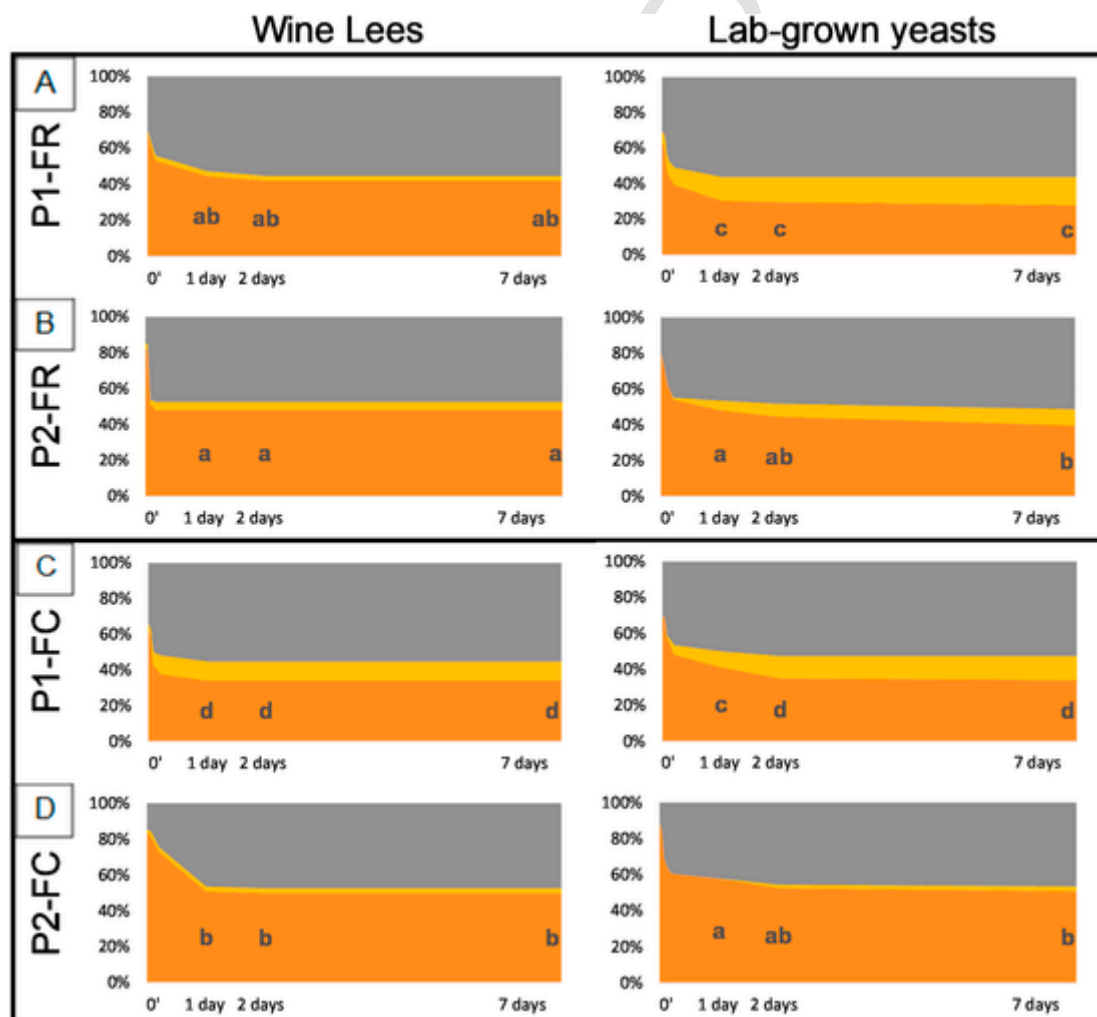 Wine Lees Lab-grown yeasts
A
P1-FR
100% 100%
80% 80%
60% 60%
40% 40%
20% ab ab ab 20% c c c
0% 0%
0' 1 day 2 days 7 days 0' 1 day 2 days 7 days
B
P2-FR
100% 100%
80% 80%
60% 60%
40% 40%
20% a a a 20% a ab b
0% 0%
0' 1 day 2 days 7 days 0' 1 day 2 days 7 days
C
P1-FC
100% 100%
80% 80%
60% 60%
40% 40%
20% d d d 20% c d d
0% 0%
0' 1 day 2 days 7 days 0' 1 day 2 days 7 days
D
P2-FC
100% 100%
80% 80%
60% 60%
40% 40%
20% b b b 20% a ab b
0% 0%
0' 1 day 2 days 7 days 0' 1 day 2 days 7 days